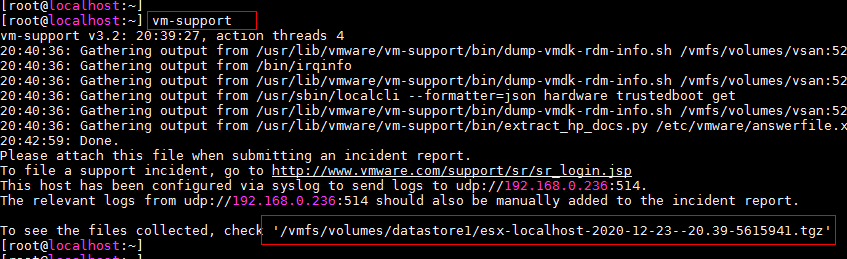 [root@localhost:~]
[root@localhost:~] vm-support
vm-support v3.2: 20:39:27, action threads 4
20:40:36: Gathering output from /usr/lib/vmware/vm-support/bin/dump-vmdk-rdm-info.sh /vmfs/volumes/vsan:52
20:40:36: Gathering output from /bin/irqinfo
20:40:36: Gathering output from /usr/lib/vmware/vm-support/bin/dump-vmdk-rdm-info.sh /vmfs/volumes/vsan:52
20:40:36: Gathering output from /usr/sbin/localcli --formatter=json hardware trustedboot get
20:40:36: Gathering output from /usr/lib/vmware/vm-support/bin/dump-vmdk-rdm-info.sh /vmfs/volumes/vsan:52
20:40:36: Gathering output from /usr/lib/vmware/vm-support/bin/extract_hp_docs.py /etc/vmware/answerfile.x
20:42:59: Done.
Please attach this file when submitting an incident report.
To file a support incident, go to http://www.vmware.com/support/sr/sr_login.jsp
This host has been configured via syslog to send logs to udp://192.168.0.236:514.
The relevant logs from udp://192.168.0.236:514 should also be manually added to the incident report.
To see the files collected, check '/vmfs/volumes/datastore1/esx-localhost-2020-12-23--20.39-5615941.tgz'
[root@localhost:~]
[root@localhost:~]